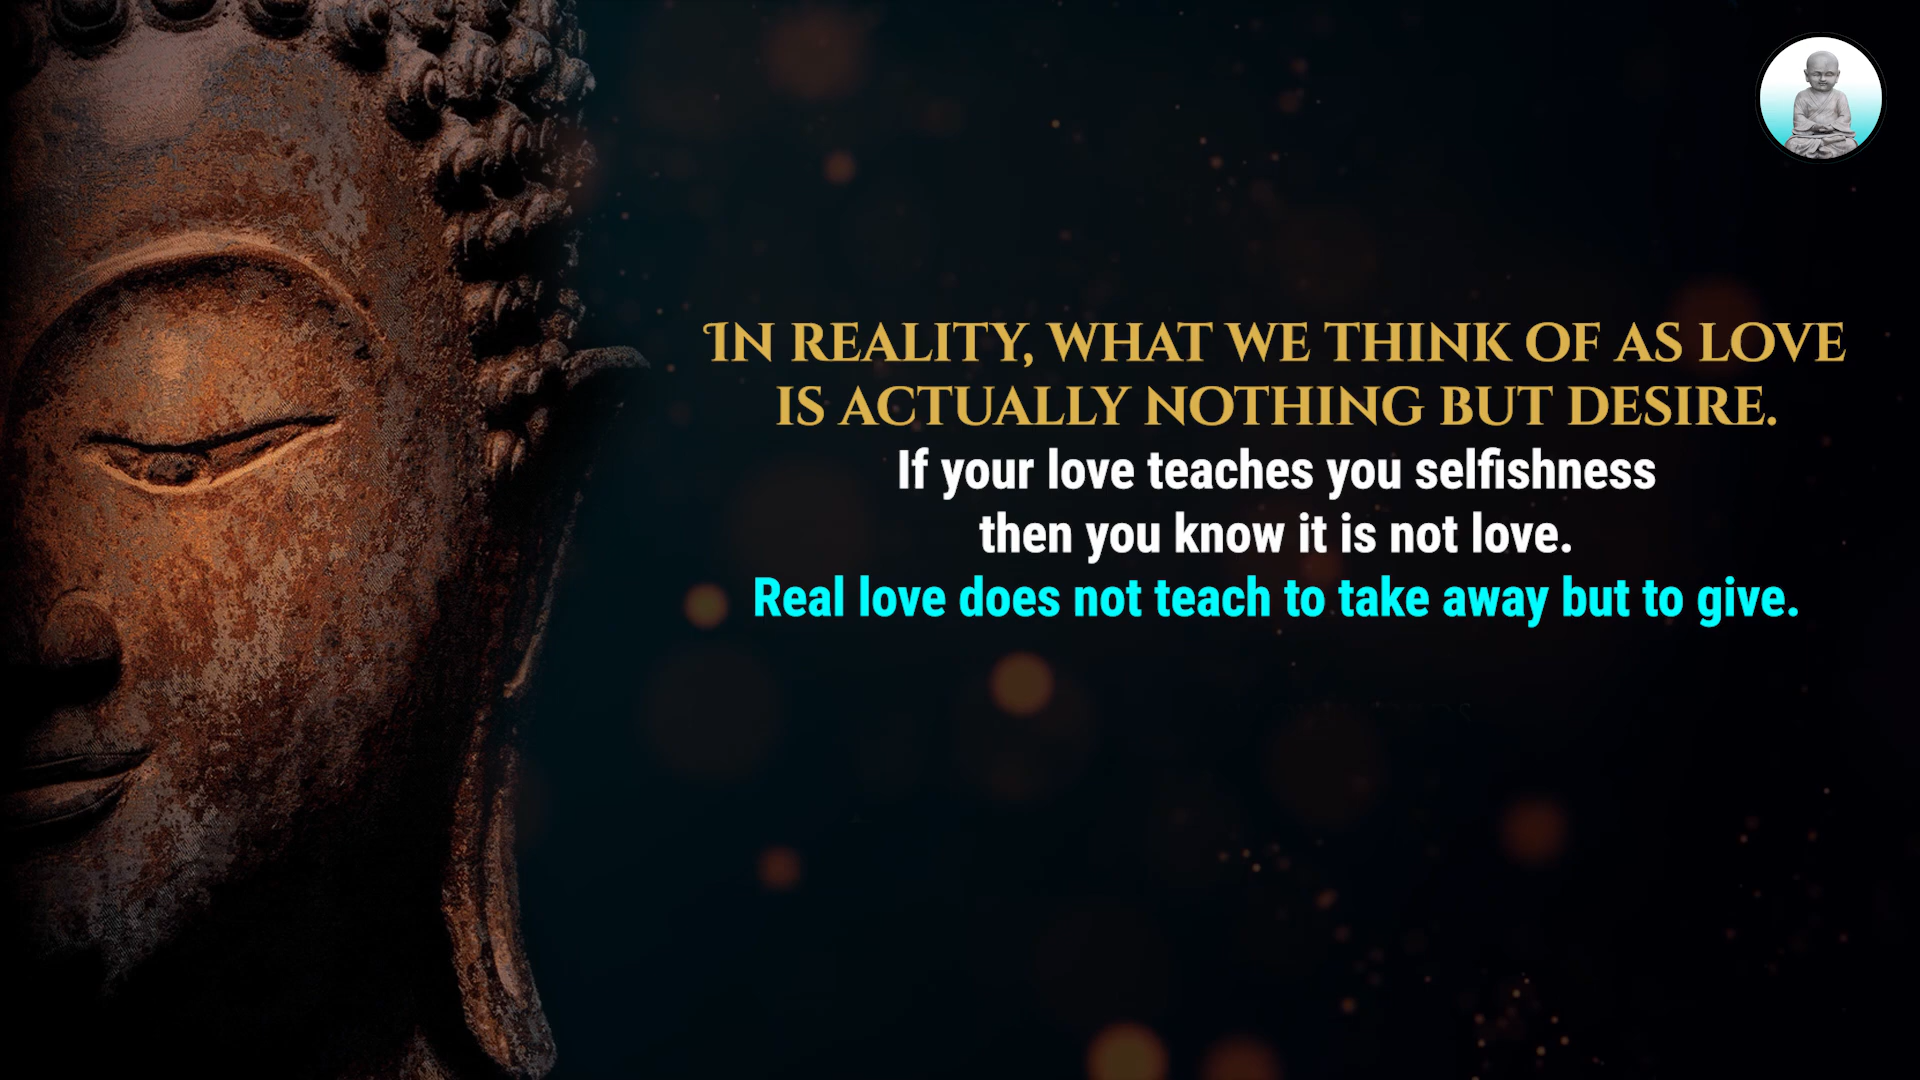 IN REALITY, WHAT WE THINK OF AS LOVE
IS ACTUALLY NOTHING BUT DESIRE.
If your love teaches you selfishness
then you know it is not love.
Real love does not teach to take away but to give.